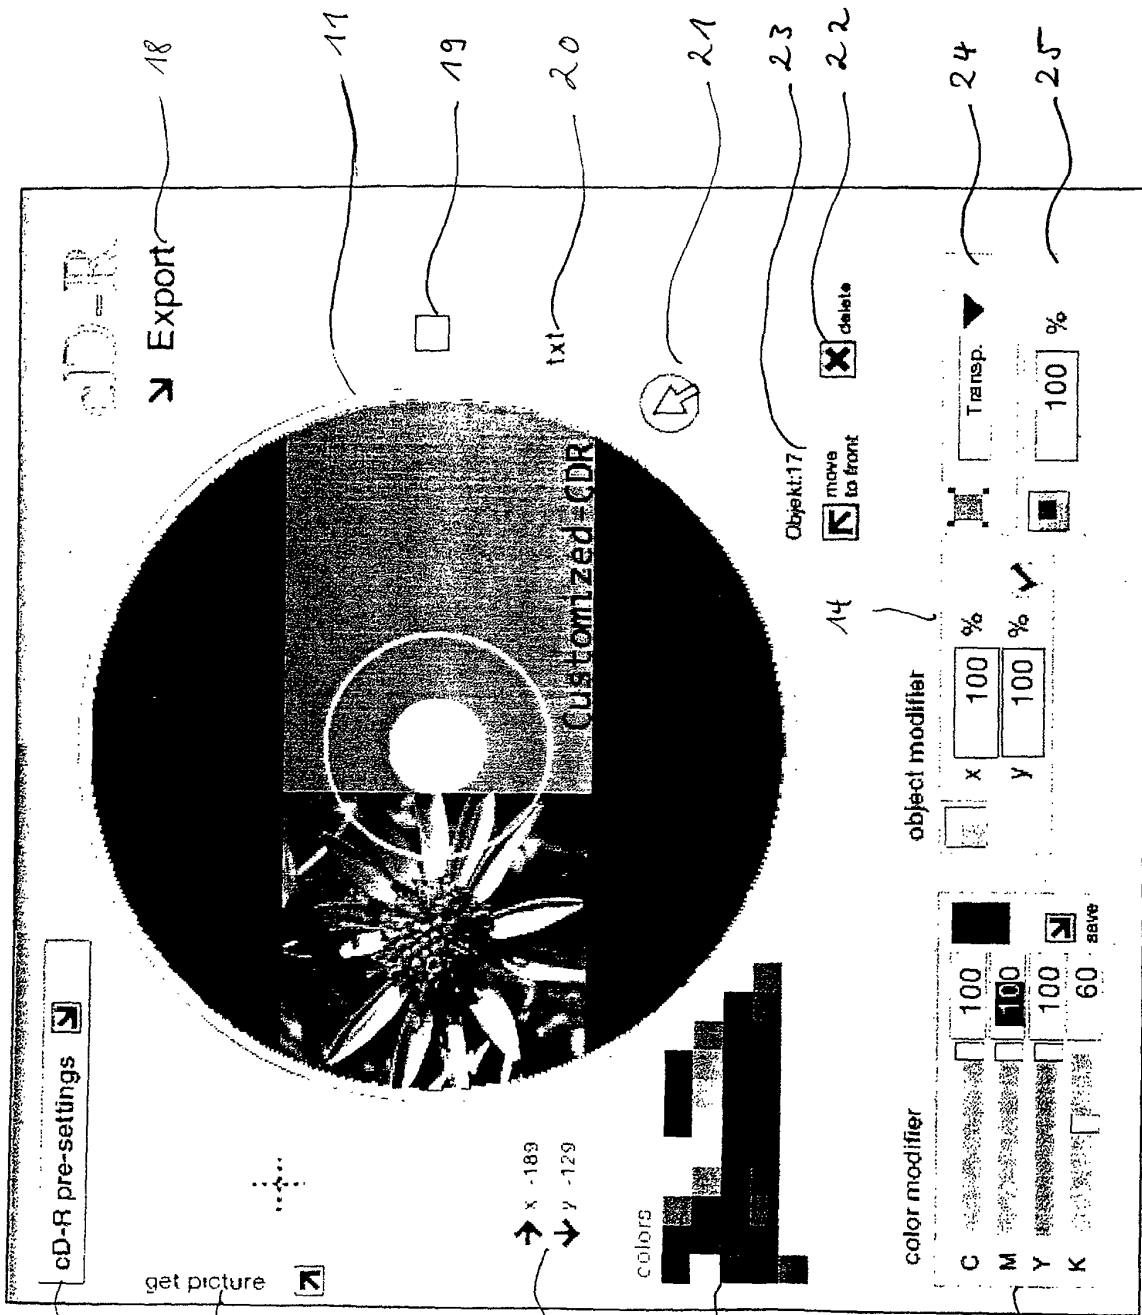 cD-R pre-settings
cD-R
Export
get picture
x -189
y -129
Customized-CDR
txt
colors
Objekt:17
move
to front
delete
color modifier
C 100
M 100
Y 100
K 60
save
object modifier
x 100 %
y 100 %
Transp.
100 %
18
11
19
20
21
23
22
24
25
14